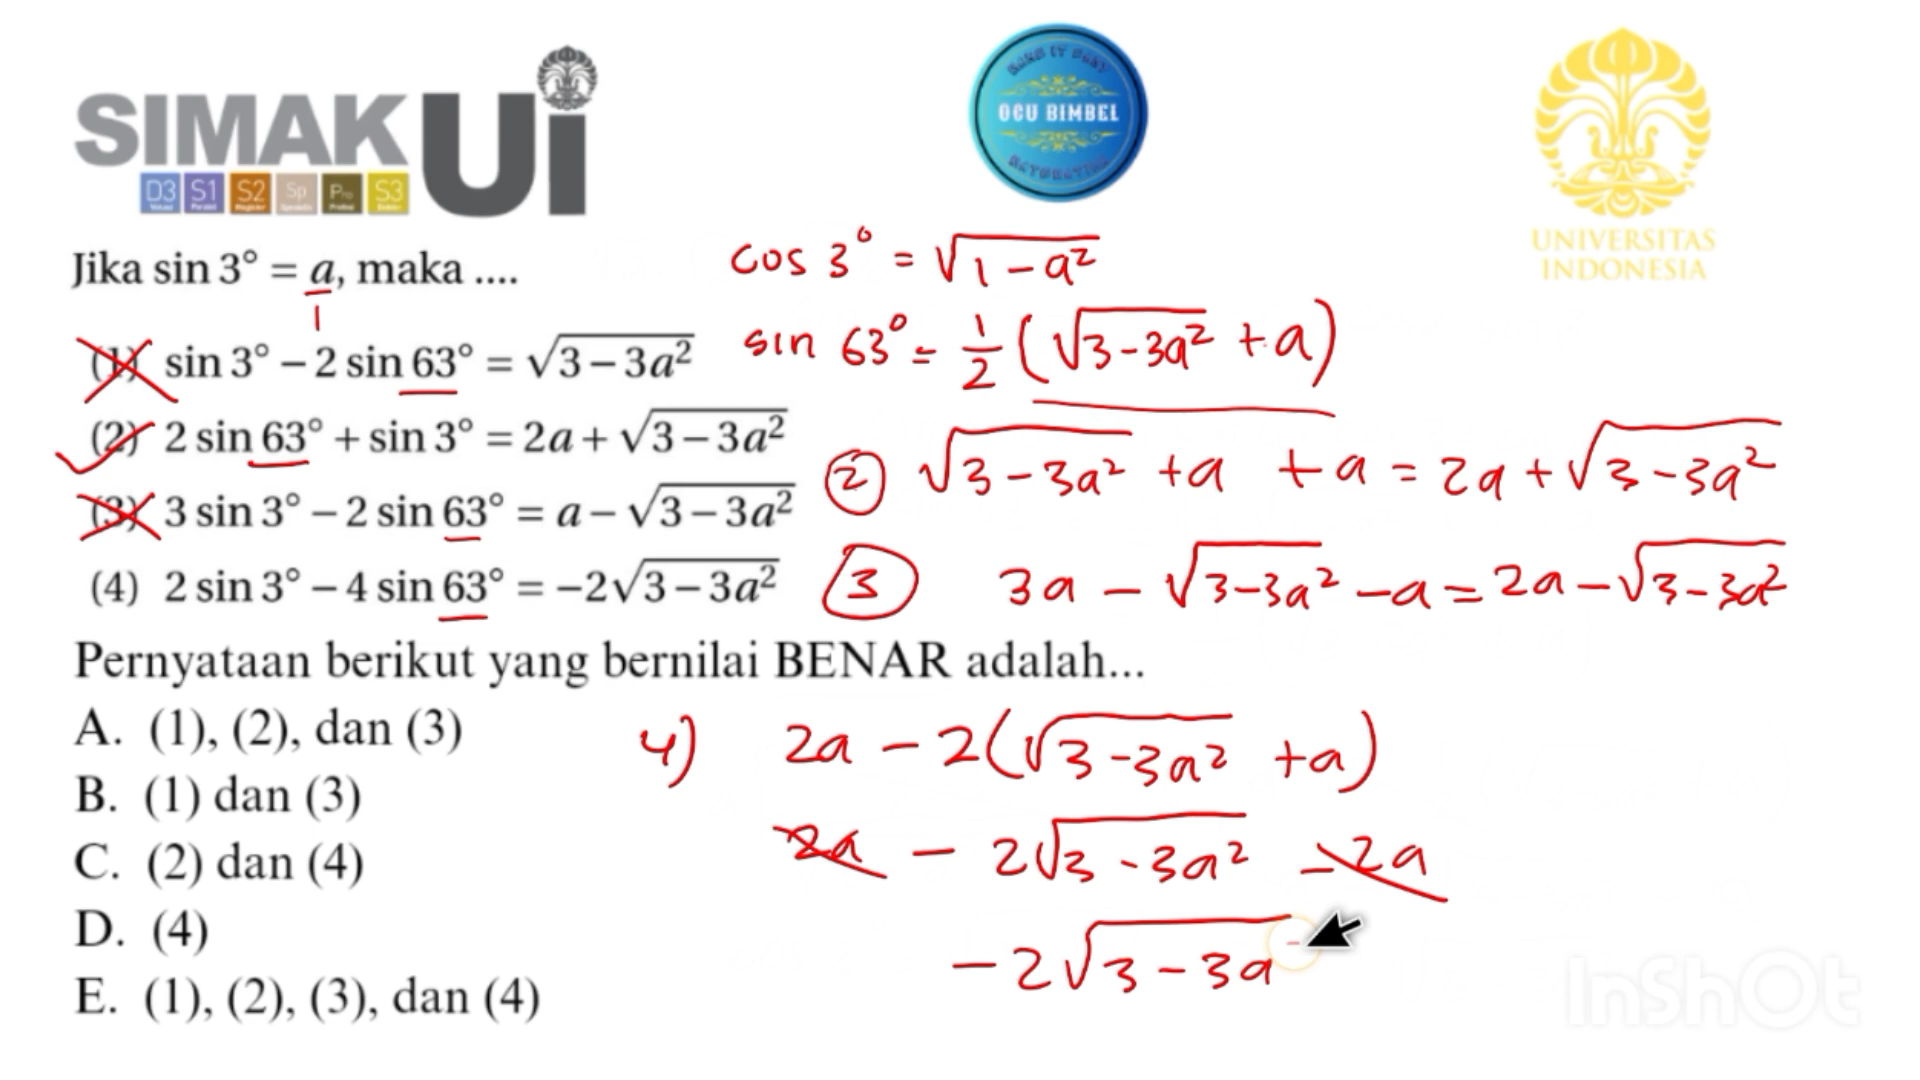 SIMAK UI
D3 S1 S2 Sp Pro S3
OCU BIMBEL
UNIVERSITAS
INDONESIA
Jika sin 3° = a, maka ....
(1) sin 3° − 2 sin 63° = √(3 − 3a²)
(2) 2 sin 63° + sin 3° = 2a + √(3 − 3a²)
(3) 3 sin 3° − 2 sin 63° = a − √(3 − 3a²)
(4) 2 sin 3° − 4 sin 63° = −2√(3 − 3a²)
Pernyataan berikut yang bernilai BENAR adalah...
A. (1), (2), dan (3)
B. (1) dan (3)
C. (2) dan (4)
D. (4)
E. (1), (2), (3), dan (4)
cos 3° = √(1 − a²)
sin 63° = 1/2 (√(3 − 3a²) + a)
② √(3 − 3a²) + a + a = 2a + √(3 − 3a²)
③ 3a − √(3 − 3a²) − a = 2a − √(3 − 3a²)
4) 2a − 2(√(3 − 3a²) + a)
2a − 2√(3 − 3a²) − 2a
− 2√(3 − 3a
InShOt